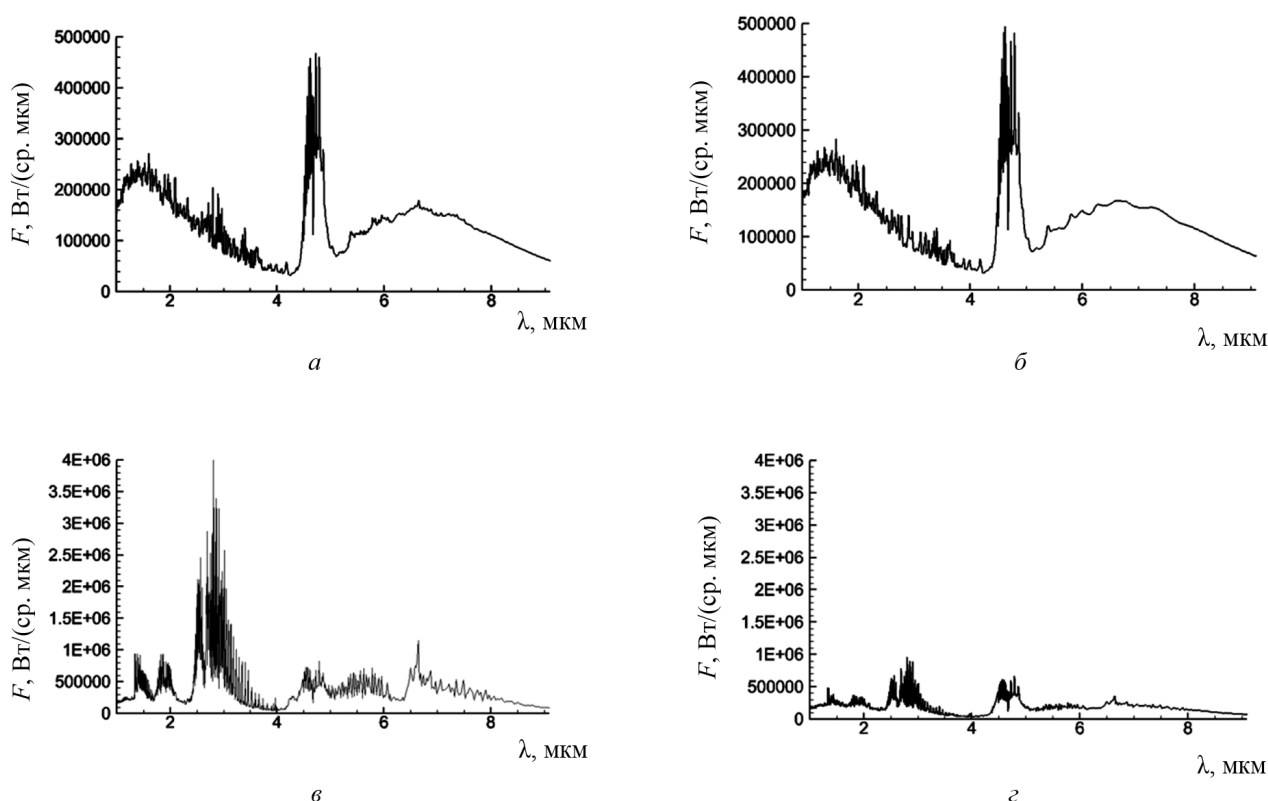 500000
400000
300000
200000
100000
0
2
4
6
8
F, Вт/(ср. мкм)
λ, мкм
а
500000
400000
300000
200000
100000
0
2
4
6
8
F, Вт/(ср. мкм)
λ, мкм
б
4E+06
3.5E+06
3E+06
2.5E+06
2E+06
1.5E+06
1E+06
500000
0
2
4
6
8
F, Вт/(ср. мкм)
λ, мкм
в
4E+06
3.5E+06
3E+06
2.5E+06
2E+06
1.5E+06
1E+06
500000
0
2
4
6
8
F, Вт/(ср. мкм)
λ, мкм
г